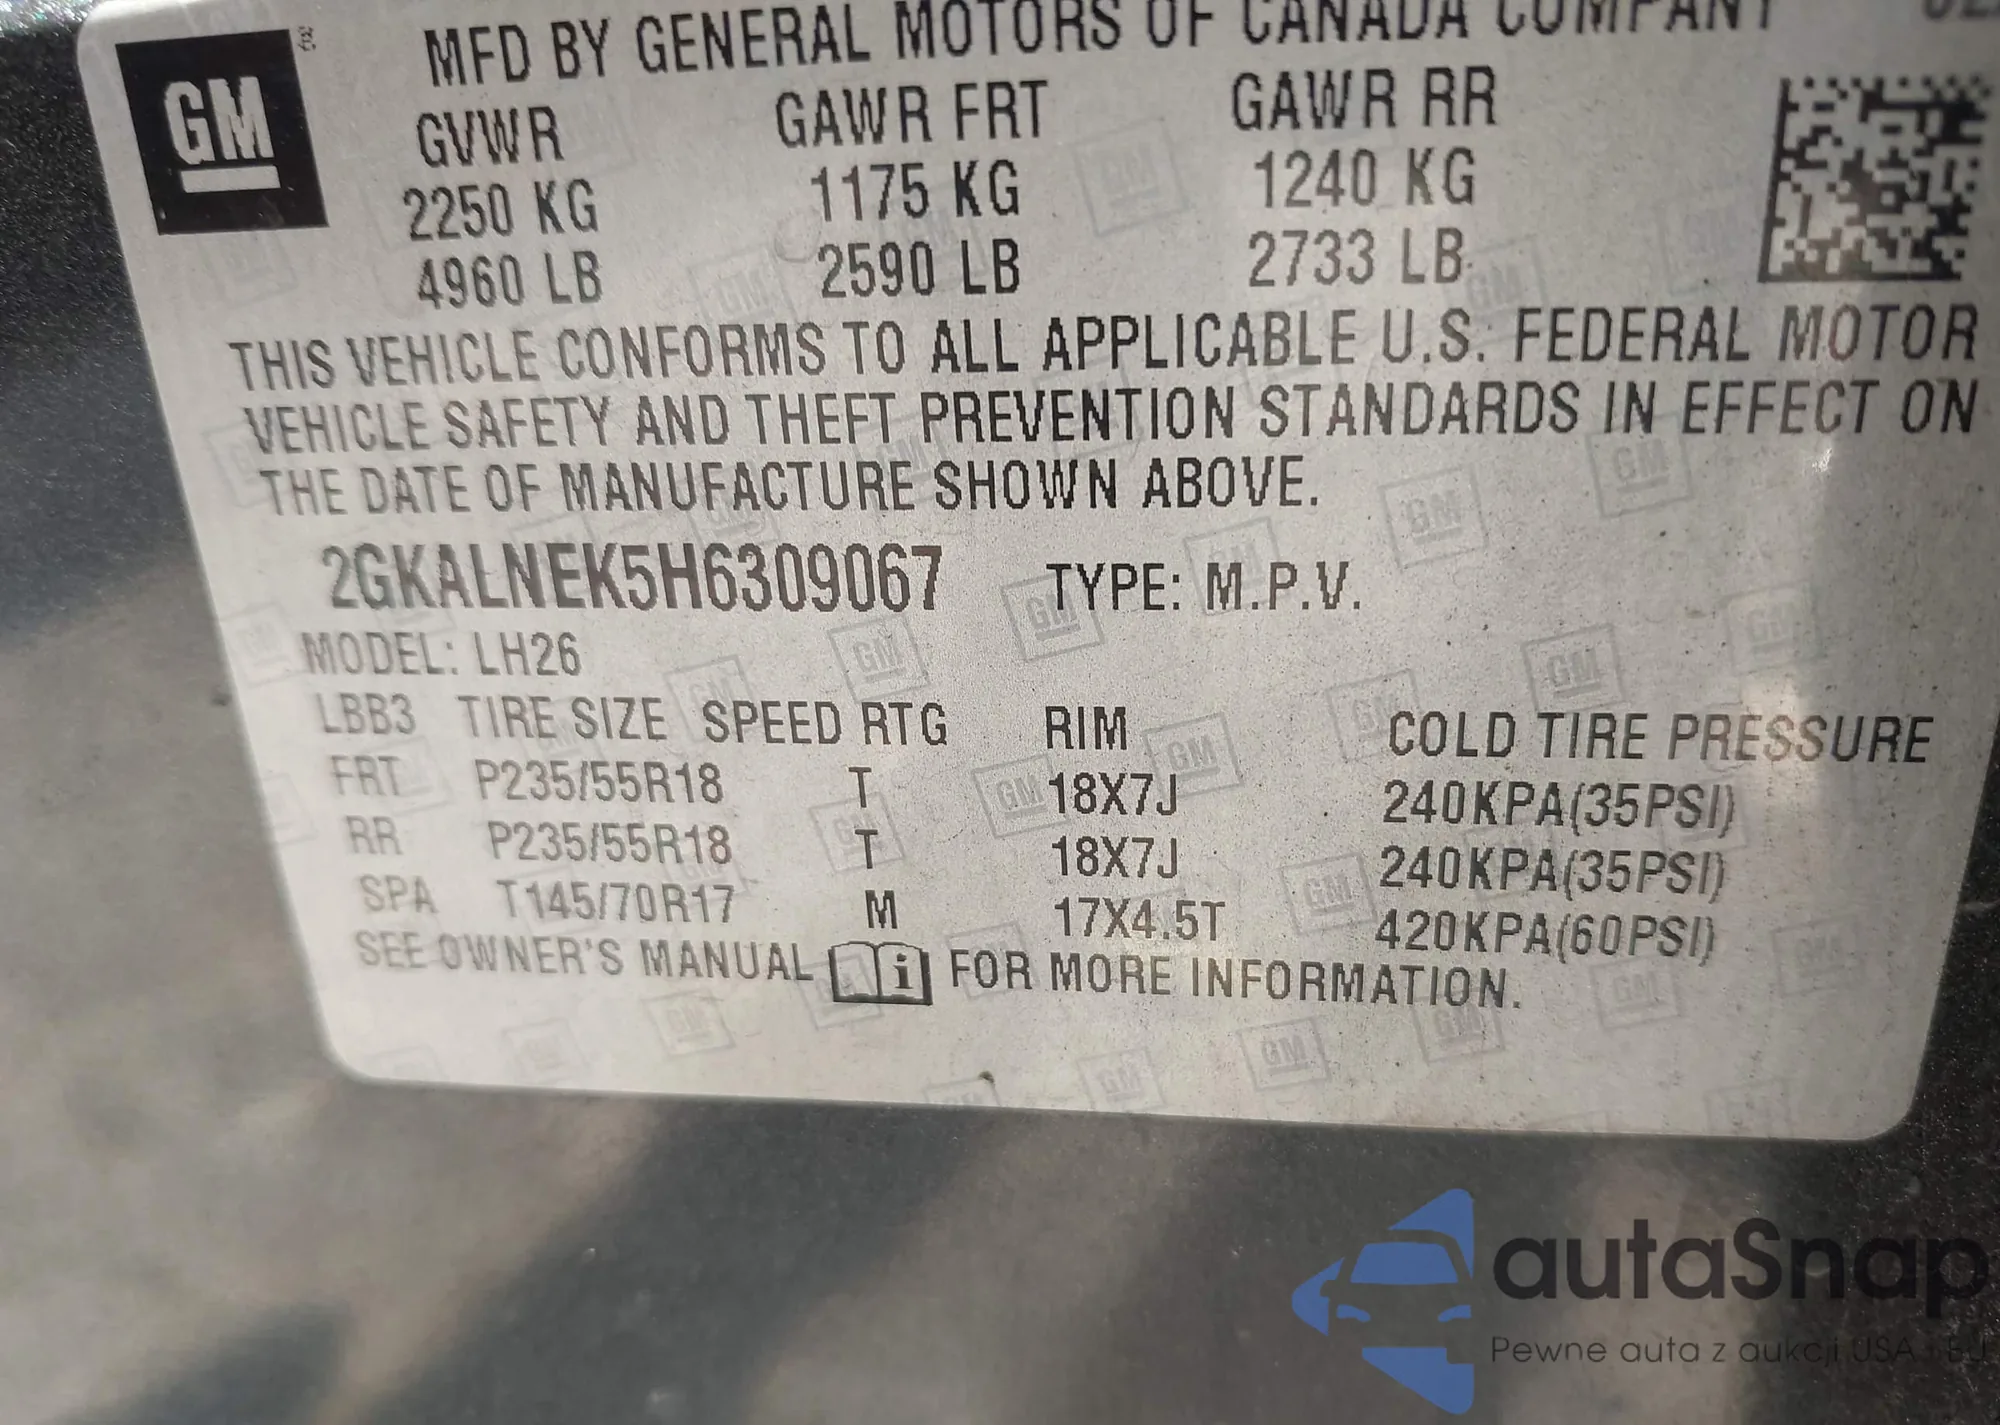 GM
MFD BY GENERAL MOTORS OF CANADA COMPANY
GVWR GAWR FRT GAWR RR
2250 KG 1175 KG 1240 KG
4960 LB 2590 LB 2733 LB
THIS VEHICLE CONFORMS TO ALL APPLICABLE U.S. FEDERAL MOTOR
VEHICLE SAFETY AND THEFT PREVENTION STANDARDS IN EFFECT ON
THE DATE OF MANUFACTURE SHOWN ABOVE.
2GKALNEK5H6309067 TYPE: M.P.V.
MODEL: LH26
LBB3 TIRE SIZE SPEED RTG RIM COLD TIRE PRESSURE
FRT P235/55R18 T 18X7J 240KPA(35PSI)
RR P235/55R18 T 18X7J 240KPA(35PSI)
SPA T145/70R17 M 17X4.5T 420KPA(60PSI)
SEE OWNER'S MANUAL i FOR MORE INFORMATION.
autaSnap
Pewne auta z aukcji USA - EU